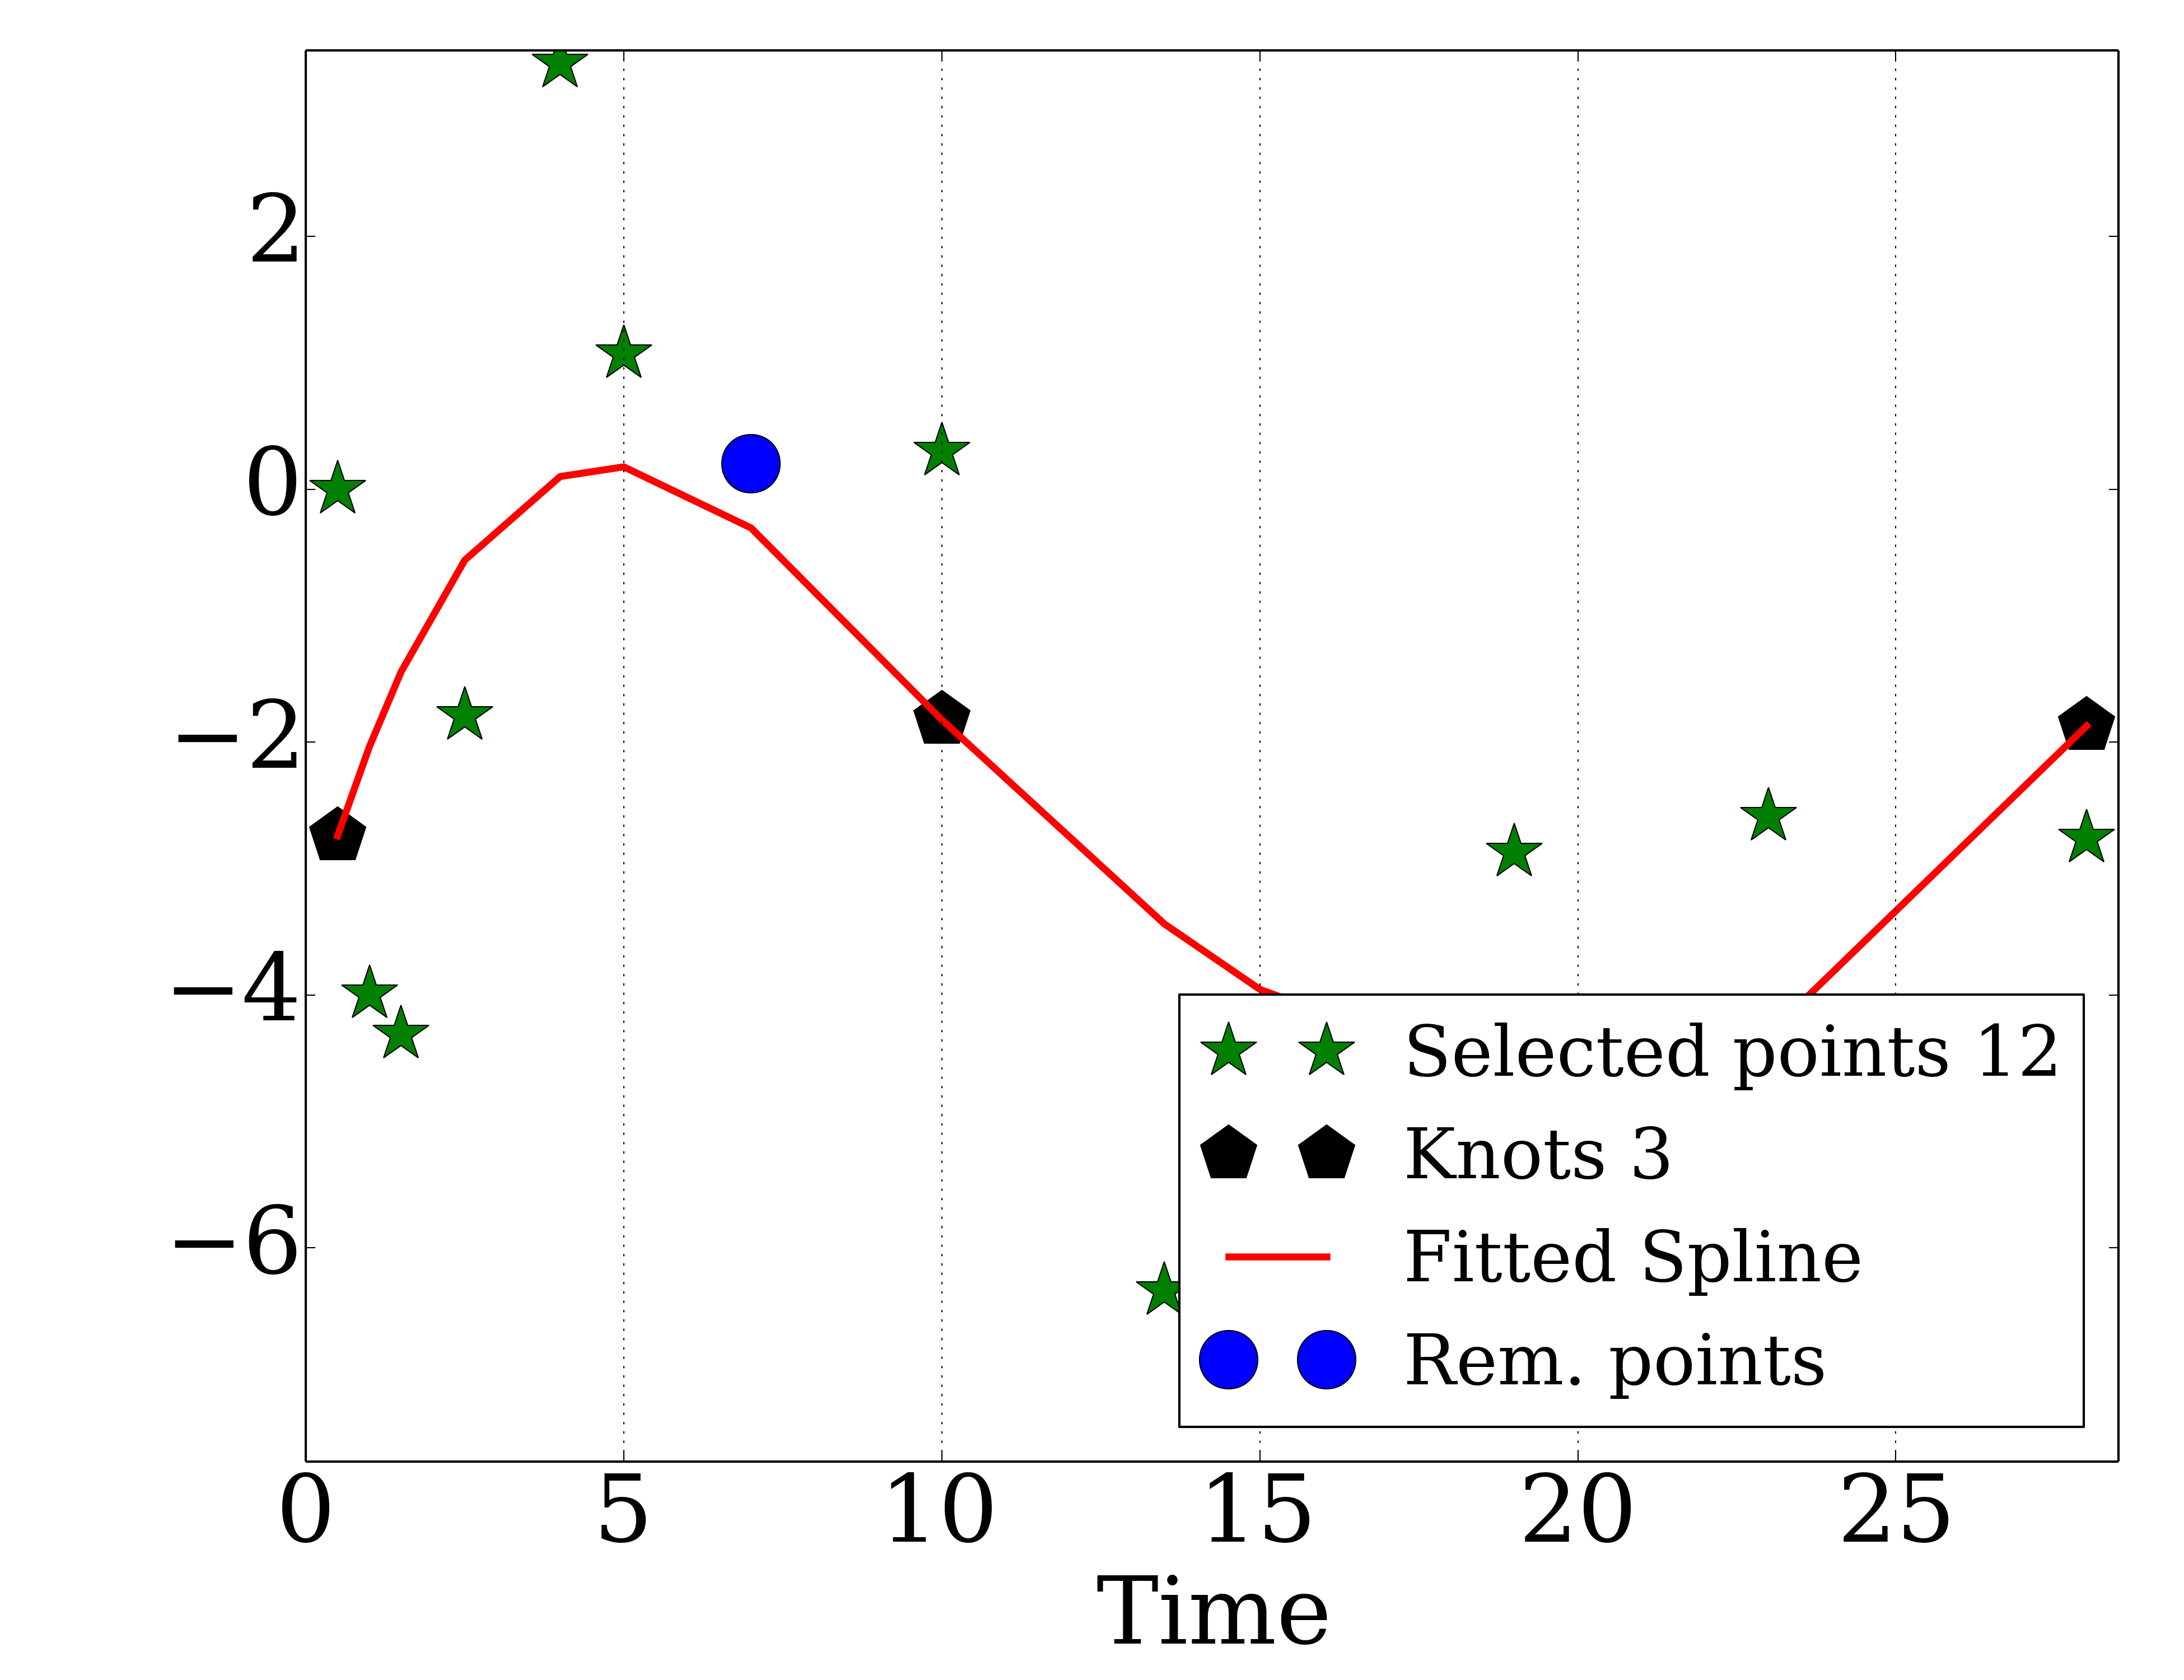 2
0
−2
−4
−6
Selected points 12
Knots 3
Fitted Spline
Rem. points
0 5 10 15 20 25
Time